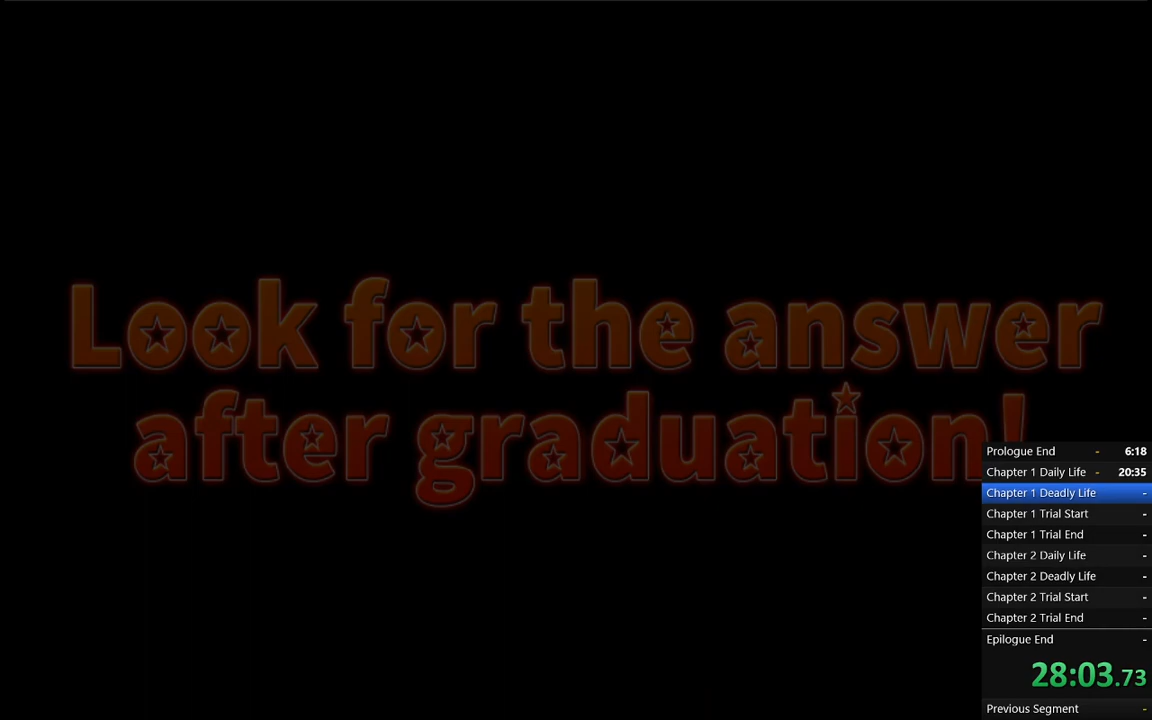 Look for the answer
after graduation!
Prologue End - 6:18
Chapter 1 Daily Life - 20:35
Chapter 1 Deadly Life -
Chapter 1 Trial Start -
Chapter 1 Trial End -
Chapter 2 Daily Life -
Chapter 2 Deadly Life -
Chapter 2 Trial Start -
Chapter 2 Trial End -
Epilogue End -
28:03.73
Previous Segment -